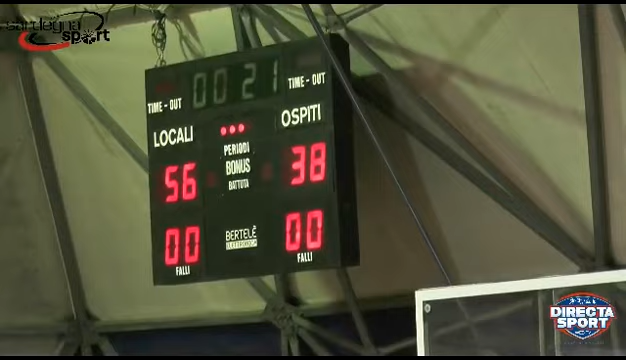 sardegna
sport
00 21
TIME - OUT
TIME - OUT
LOCALI
OSPITI
PERIODI
56
BONUS
38
BATTUTA
00
BERTELÈ
00
FALLI
FALLI
DIRECTA
SPORT